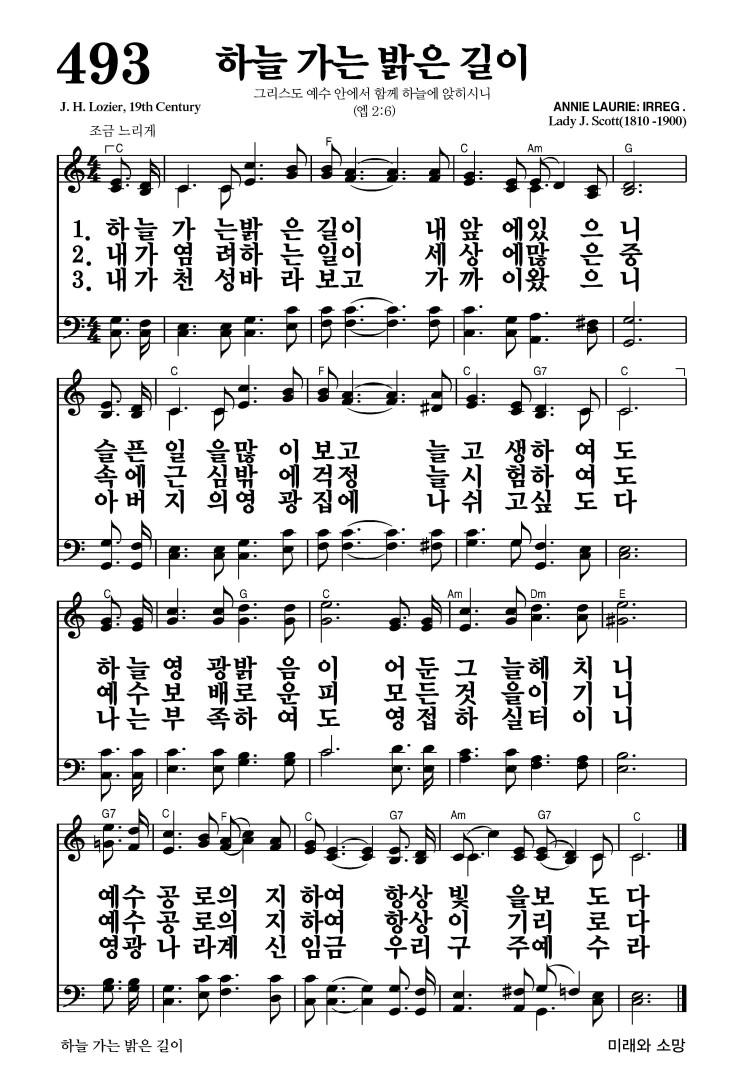 493 하늘 가는 밝은 길이
그리스도 예수 안에서 함께 하늘에 앉히시니
(엡 2:6)
J. H. Lozier, 19th Century
ANNIE LAURIE: IRREG .
Lady J. Scott(1810 -1900)
조금 느리게
C F C Am G
4 4
1. 하늘 가 는밝 은길이 내앞 에있 으 니
2. 내가 염 려하 는일이 세상 에많 은 중
3. 내가 천 성바 라보고 가까 이왔 으 니
4 4
C F C G7 C
슬픈 일 을많 이보고 늘고 생하 여 도
속에 근 심밖 에걱정 늘시 험하 여 도
아버 지 의영 광집에 나쉬 고싶 도 다
C G C Am Dm E
하늘 영 광밝 음 이 어둔 그 늘헤 치 니
예수 보 배로 운 피 모든 것 을이 기 니
나는 부 족하 여 도 영접 하 실터 이 니
G7 C F C G7 Am G7 C
예수 공 로의 지 하여 항상 빛 을보 도 다
예수 공 로의 지 하여 항상 이 기리 로 다
영광 나 라계 신 임금 우리 구 주예 수 라
하늘 가는 밝은 길이
미래와 소망